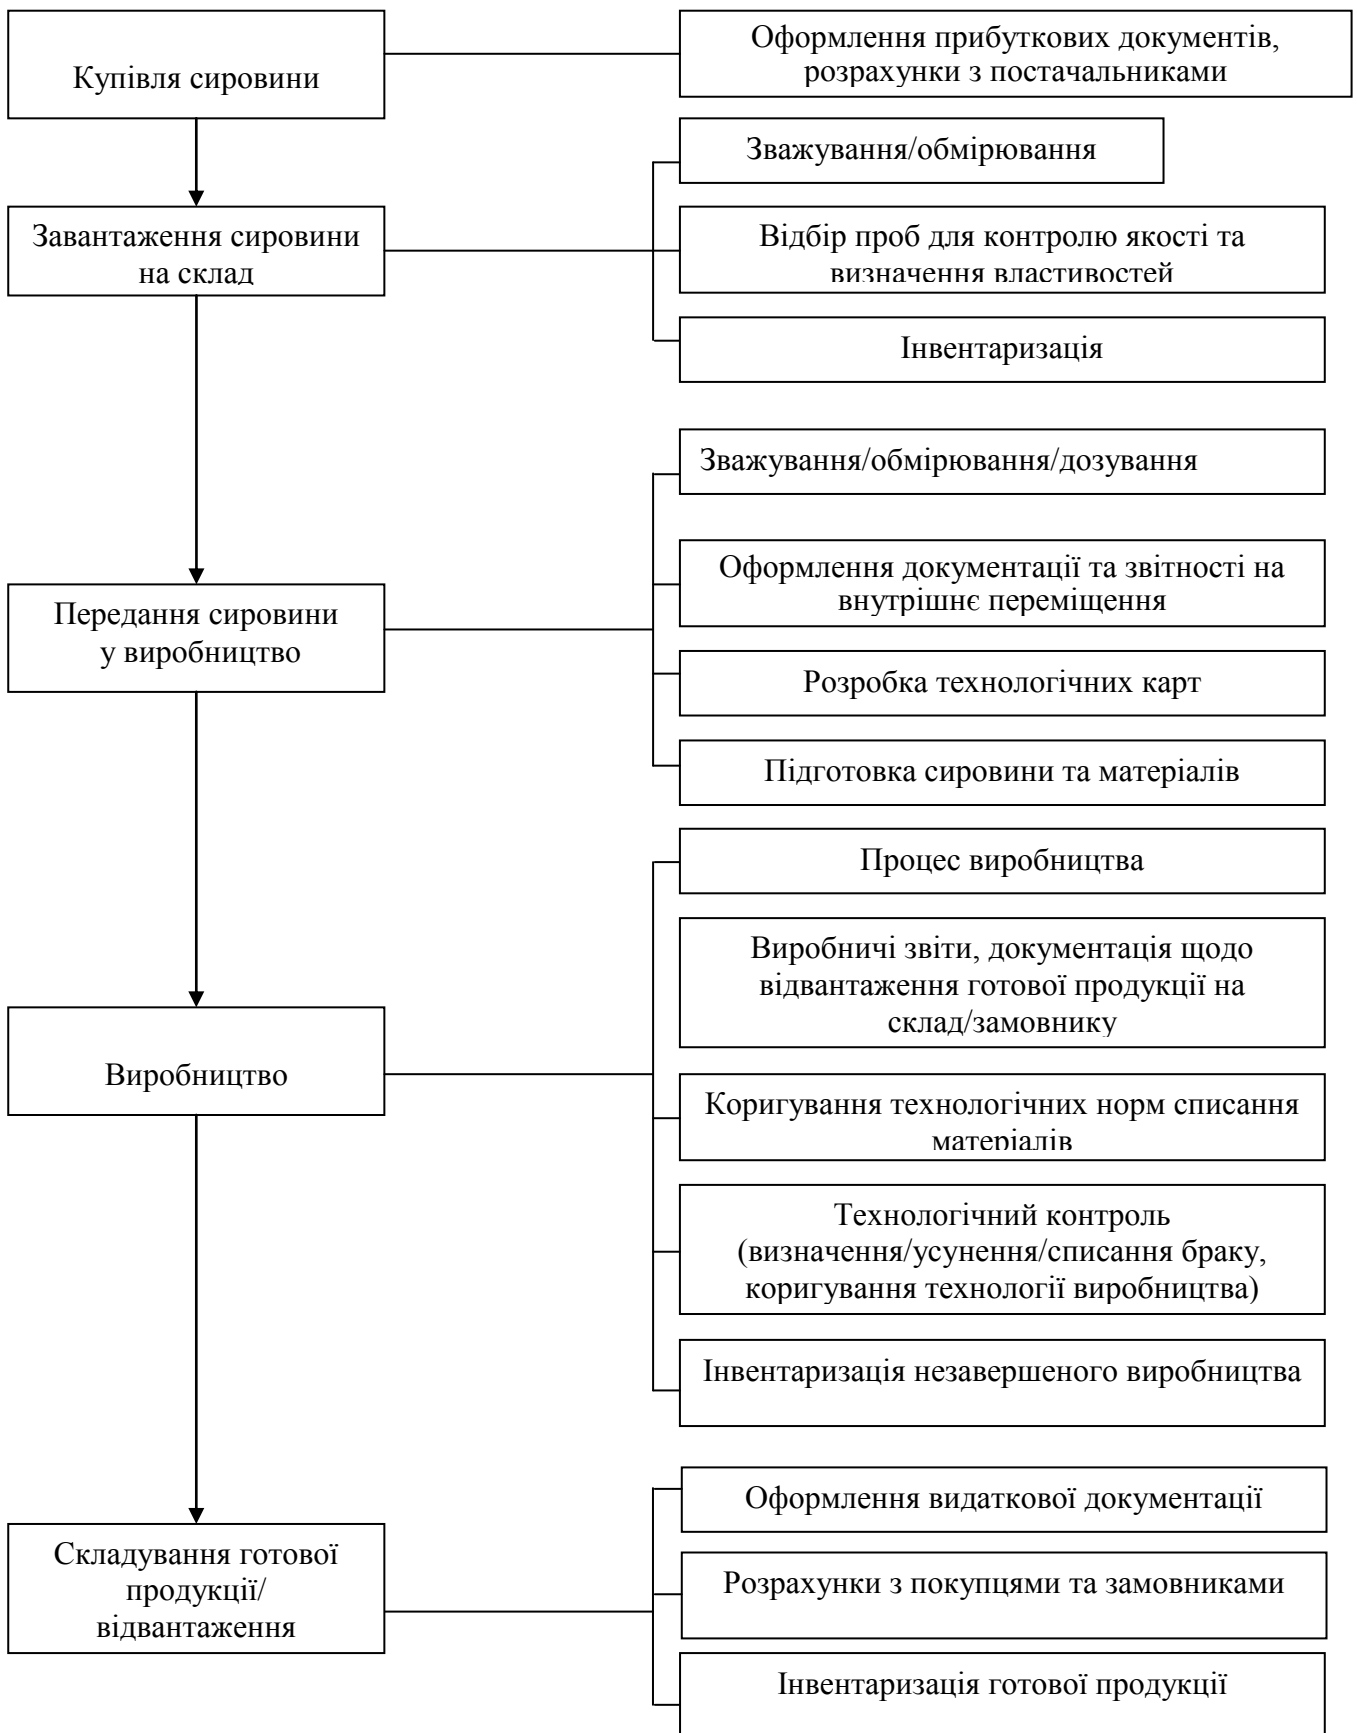 Купівля сировини
Оформлення прибуткових документів,
розрахунки з постачальниками
Зважування/обмірювання
Завантаження сировини
на склад
Відбір проб для контролю якості та
визначення властивостей
Інвентаризація
Зважування/обмірювання/дозування
Передання сировини
у виробництво
Оформлення документації та звітності на
внутрішнє переміщення
Розробка технологічних карт
Підготовка сировини та матеріалів
Процес виробництва
Виробничі звіти, документація щодо
відвантаження готової продукції на
склад/замовнику
Виробництво
Коригування технологічних норм списання
матеріалів
Технологічний контроль
(визначення/усунення/списання браку,
коригування технології виробництва)
Інвентаризація незавершеного виробництва
Оформлення видаткової документації
Складування готової
продукції/
відвантаження
Розрахунки з покупцями та замовниками
Інвентаризація готової продукції